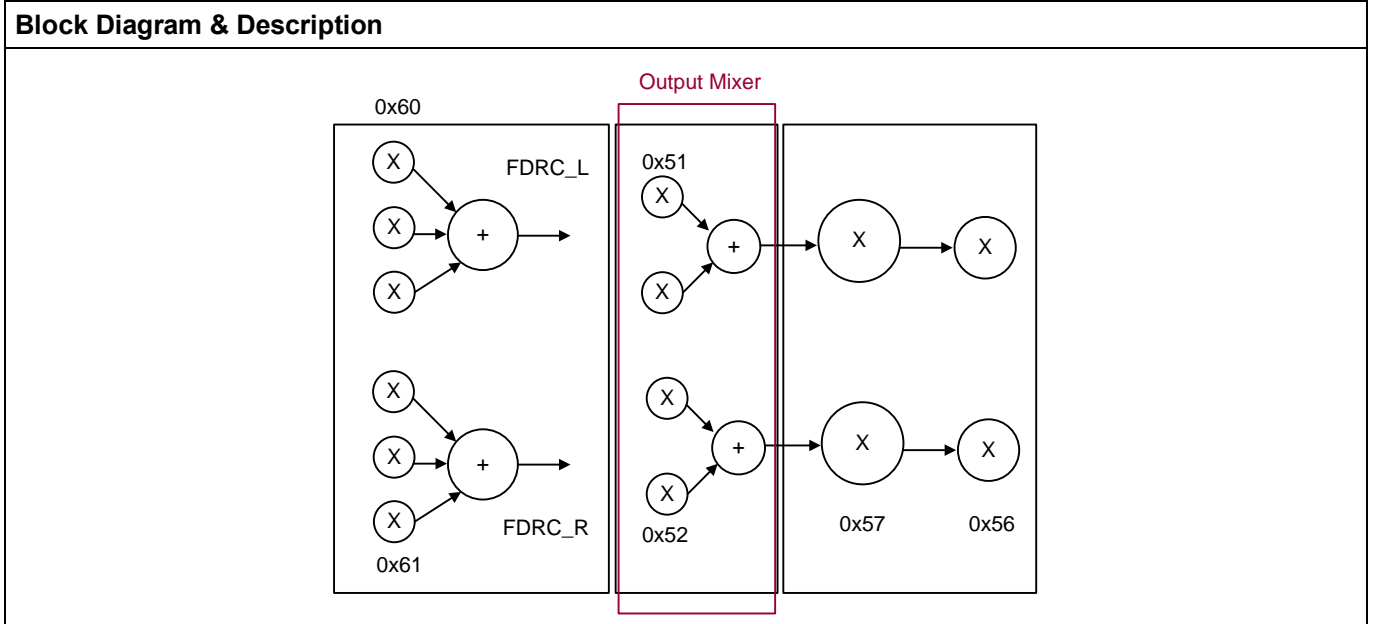 Block Diagram & Description
Output Mixer
0x60
X
FDRC_L
0x51
X
X
+
X
+
X
X
X
X
X
X
X
+
X
+
X
X
X
X
0x57
0x56
FDRC_R
0x52
0x61